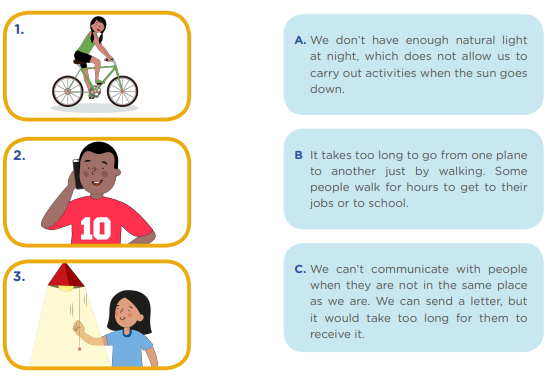 1.
2.
10
3.
A. We don't have enough natural light
at night, which does not allow us to
carry out activities when the sun goes
down.
B It takes too long to go from one plane
to another just by walking. Some
people walk for hours to get to their
jobs or to school.
C. We can't communicate with people
when they are not in the same place
as we are. We can send a letter, but
it would take too long for them to
receive it.